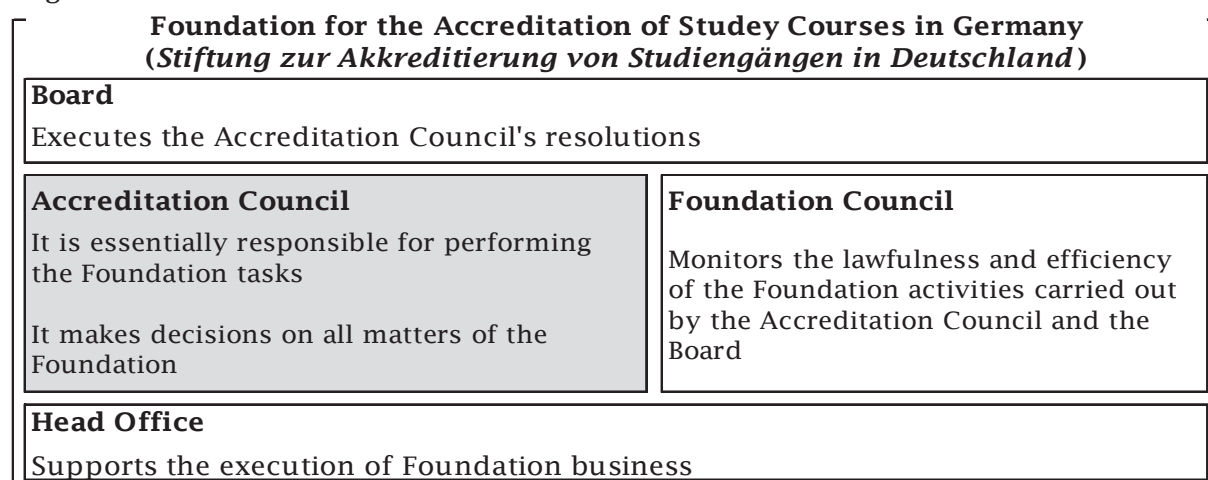 Foundation for the Accreditation of Studey Courses in Germany
(Stiftung zur Akkreditierung von Studiengängen in Deutschland)
Board
Executes the Accreditation Council's resolutions
Accreditation Council
It is essentially responsible for performing
the Foundation tasks
It makes decisions on all matters of the
Foundation
Foundation Council
Monitors the lawfulness and efficiency
of the Foundation activities carried out
by the Accreditation Council and the
Board
Head Office
Supports the execution of Foundation business